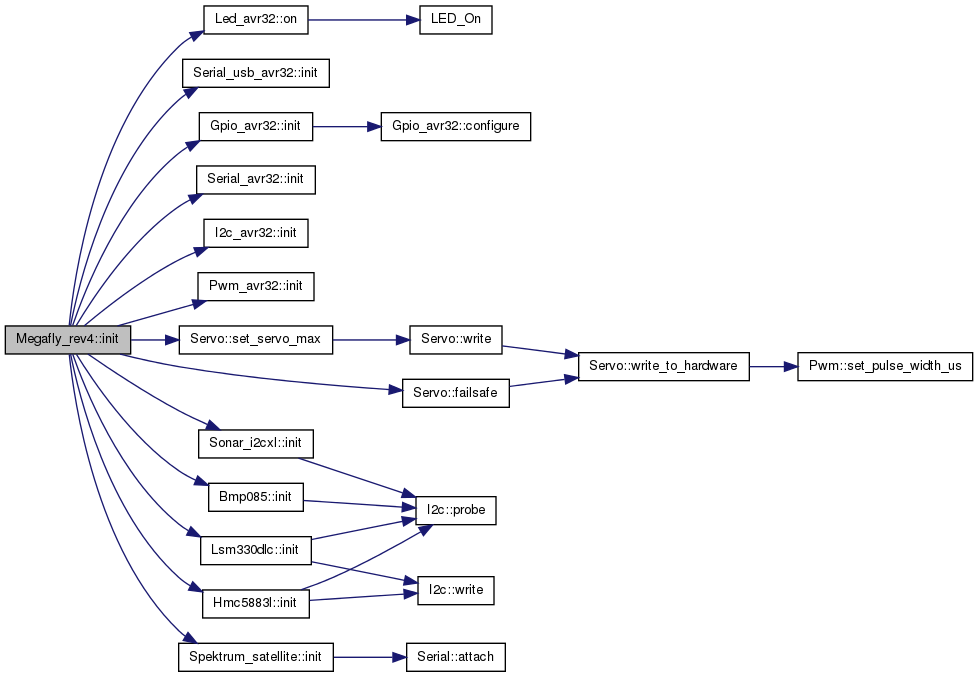 Led_avr32::on
LED_On
Serial_usb_avr32::init
Gpio_avr32::init
Gpio_avr32::configure
Serial_avr32::init
I2c_avr32::init
Pwm_avr32::init
Megafly_rev4::init
Servo::set_servo_max
Servo::write
Servo::write_to_hardware
Pwm::set_pulse_width_us
Servo::failsafe
Sonar_i2cxl::init
Bmp085::init
I2c::probe
Lsm330dlc::init
I2c::write
Hmc5883l::init
Spektrum_satellite::init
Serial::attach